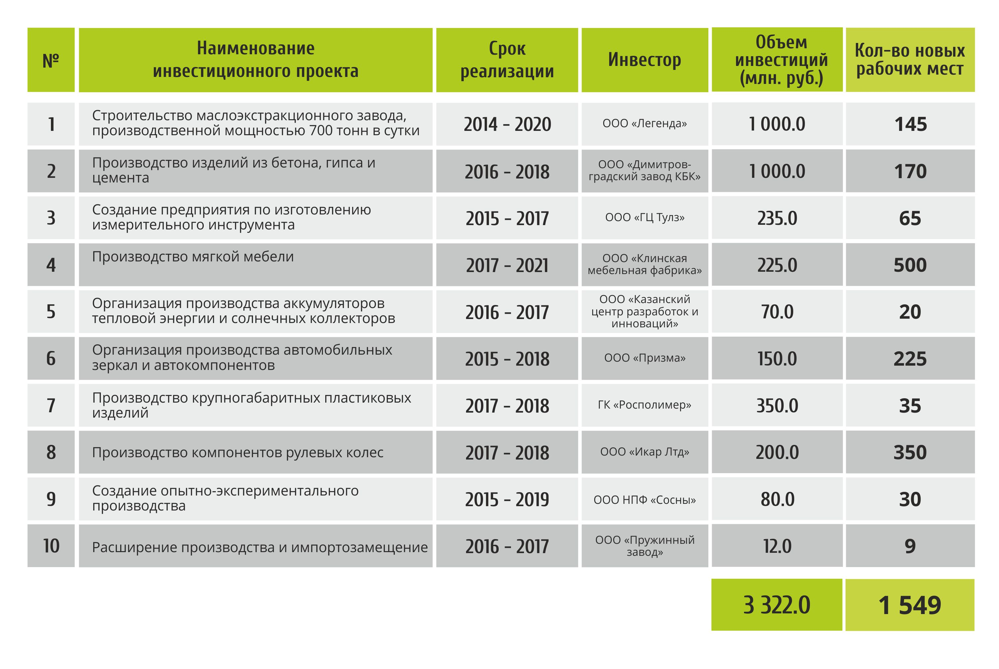 №
Наименование
инвестиционного проекта
Срок
реализации
Инвестор
Объем
инвестиций
(млн. руб.)
Кол-во новых
рабочих мест
1
Строительство маслоэкстракционного завода,
производственной мощностью 700 тонн в сутки
2014 - 2020
ООО «Легенда»
1 000.0
145
2
Производство изделий из бетона, гипса и
цемента
2016 - 2018
ООО «Димитров-
градский завод КБК»
1 000.0
170
3
Создание предприятия по изготовлению
измерительного инструмента
2015 - 2017
ООО «ГЦ Тулз»
235.0
65
4
Производство мягкой мебели
2017 - 2021
ООО «Клинская
мебельная фабрика»
225.0
500
5
Организация производства аккумуляторов
тепловой энергии и солнечных коллекторов
2016 - 2017
ООО «Казанский
центр разработок и
инноваций»
70.0
20
6
Организация производства автомобильных
зеркал и автокомпонентов
2015 - 2018
ООО «Призма»
150.0
225
7
Производство крупногабаритных пластиковых
изделий
2017 - 2018
ГК «Росполимер»
350.0
35
8
Производство компонентов рулевых колес
2017 - 2018
ООО «Икар Лтд»
200.0
350
9
Создание опытно-экспериментального
производства
2015 - 2019
ООО НПФ «Сосны»
80.0
30
10
Расширение производства и импортозамещение
2016 - 2017
ООО «Пружинный
завод»
12.0
9
3 322.0
1 549